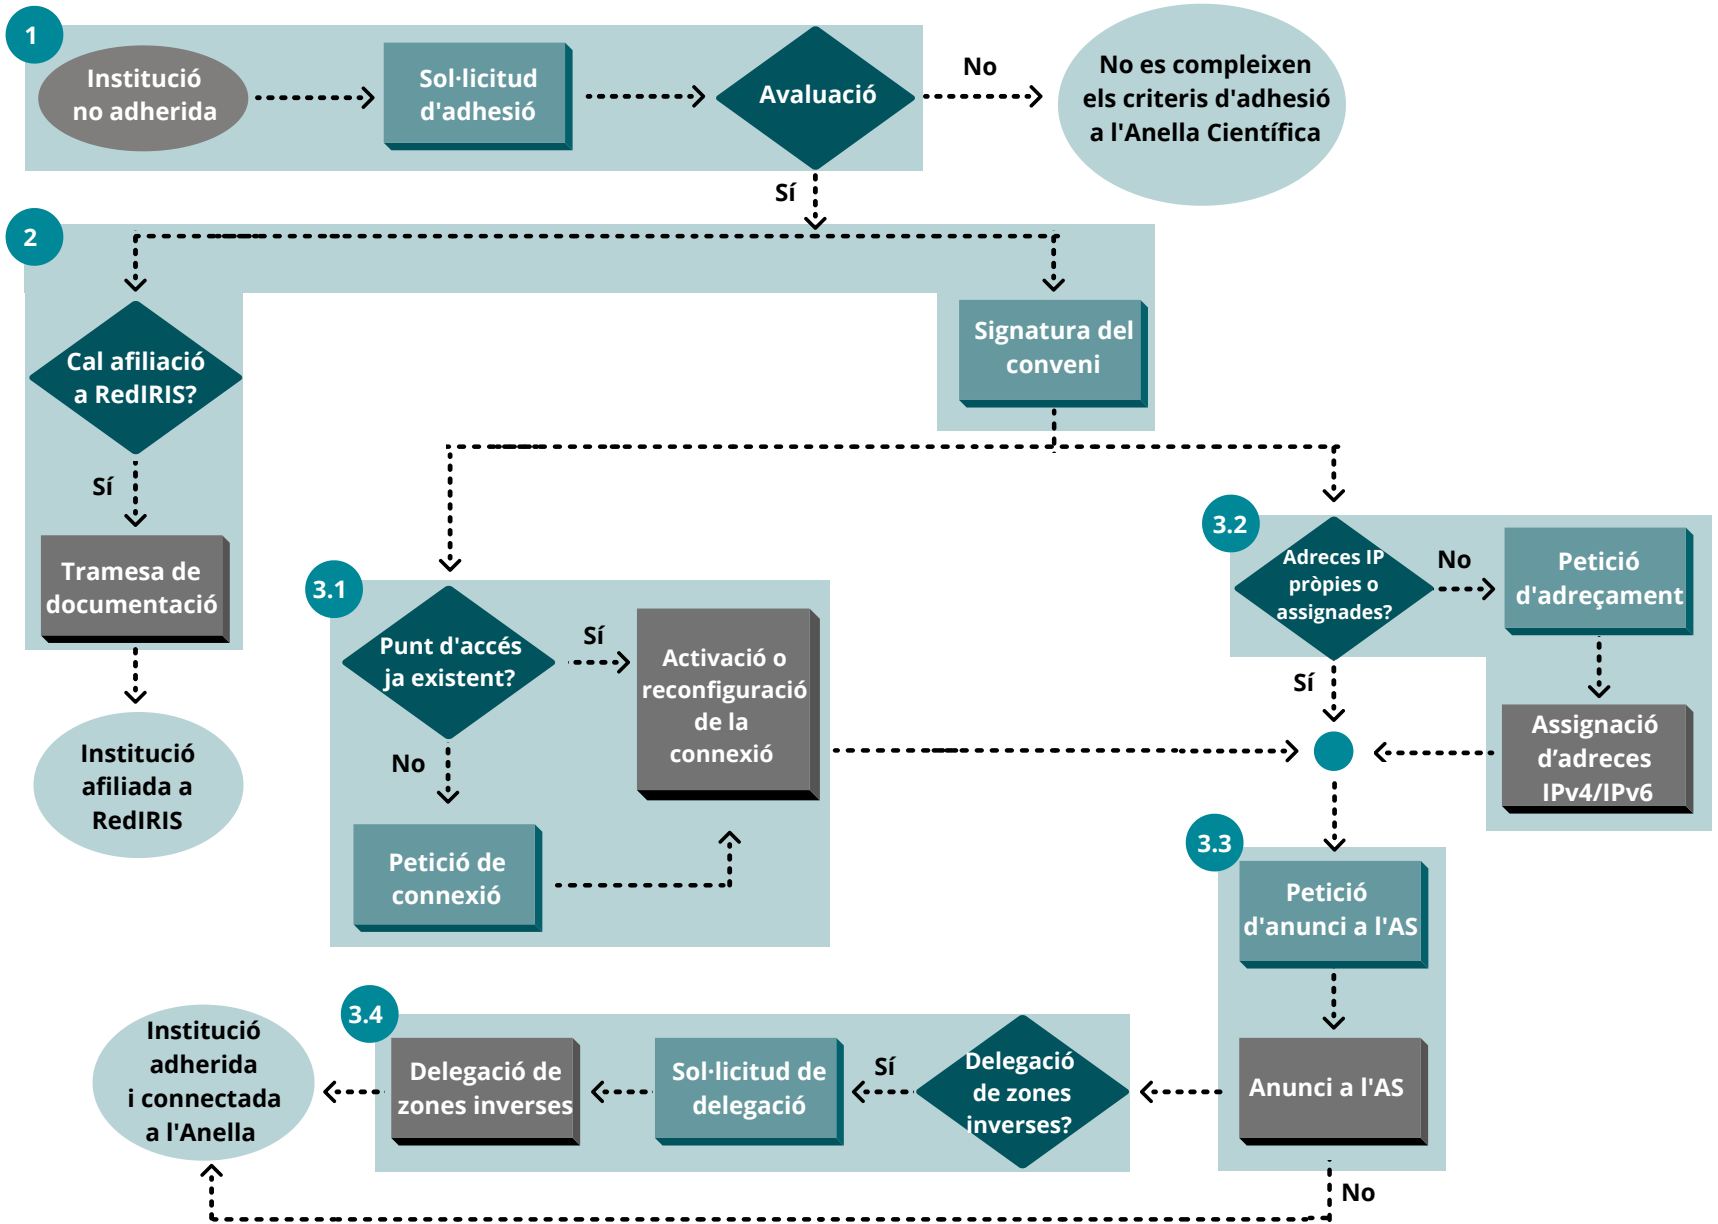 1
Institució
no adherida
Sol·licitud
d'adhesió
Avaluació
No
No es compleixen
els criteris d'adhesió
a l'Anella Científica
Sí
2
Cal afiliació
a RedIRIS?
Sí
Tramesa de
documentació
Institució
afiliada a
RedIRIS
Signatura del
conveni
3.1
Punt d'accés
ja existent?
Sí
Activació o
reconfiguració
de la
connexió
No
Petició de
connexió
3.2
Adreces IP
pròpies o
assignades?
No
Petició
d'adreçament
Sí
Assignació
d’adreces
IPv4/IPv6
3.3
Petició
d'anunci a l'AS
Anunci a l'AS
No
3.4
Delegació
de zones
inverses?
Sí
Sol·licitud de
delegació
Delegació de
zones inverses
Institució
adherida
i connectada
a l'Anella